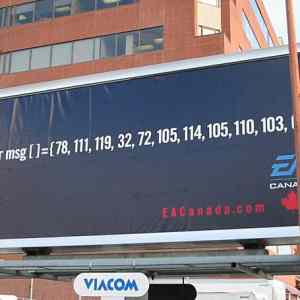 r msg [ ]={78, 111, 119, 32, 72, 105, 114, 105, 110, 103, 
EA
CANA
EACanada.com
VIACOM